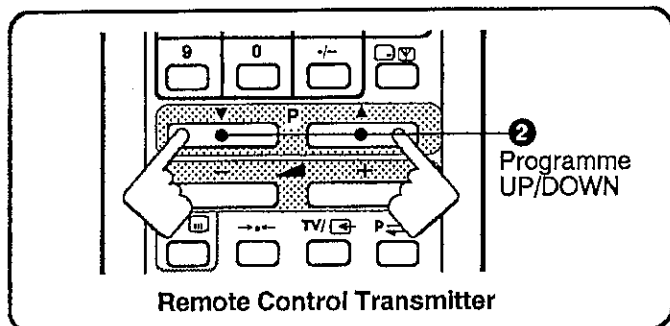 9 0 -/--
▼ P ▲
2
Programme
UP/DOWN
- +
TV/ P
Remote Control Transmitter